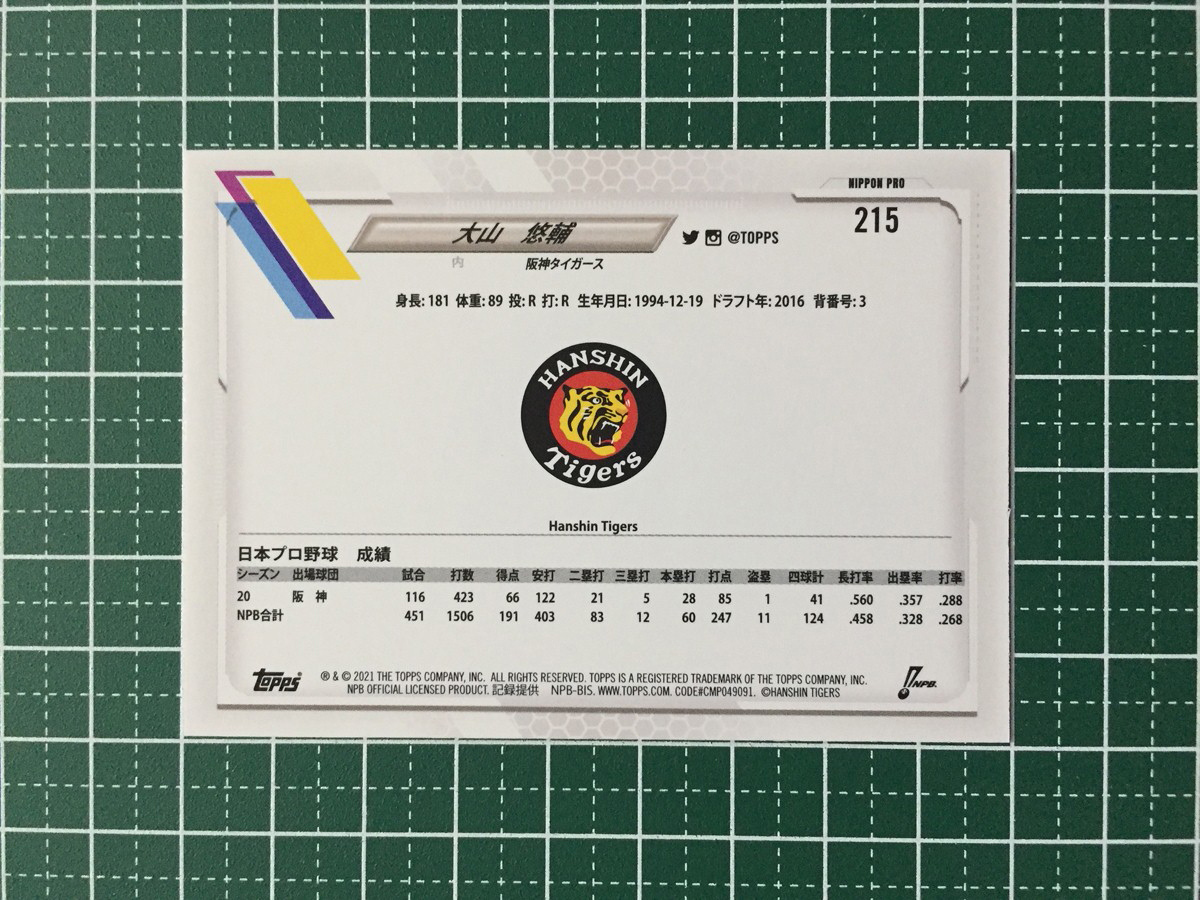 NIPPON PRO
215
大山 悠輔
@TOPPS
内 阪神タイガース
身長: 181 体重: 89 投: R 打: R 生年月日: 1994-12-19 ドラフト年: 2016 背番号: 3
HANSHIN
Tigers
Hanshin Tigers
日本プロ野球 成績
シーズン 出場球団 試合 打数 得点 安打 二塁打 三塁打 本塁打 打点 盗塁 四球計 長打率 出塁率 打率
20 阪 神 116 423 66 122 21 5 28 85 1 41 .560 .357 .288
NPB合計 451 1506 191 403 83 12 60 247 11 124 .458 .328 .268
topps ® & © 2021 THE TOPPS COMPANY, INC. ALL RIGHTS RESERVED. TOPPS IS A REGISTERED TRADEMARK OF THE TOPPS COMPANY, INC.
NPB OFFICIAL LICENSED PRODUCT. 記録提供 NPB-BIS. WWW.TOPPS.COM. CODE#CMP049091. ©HANSHIN TIGERS
NPB